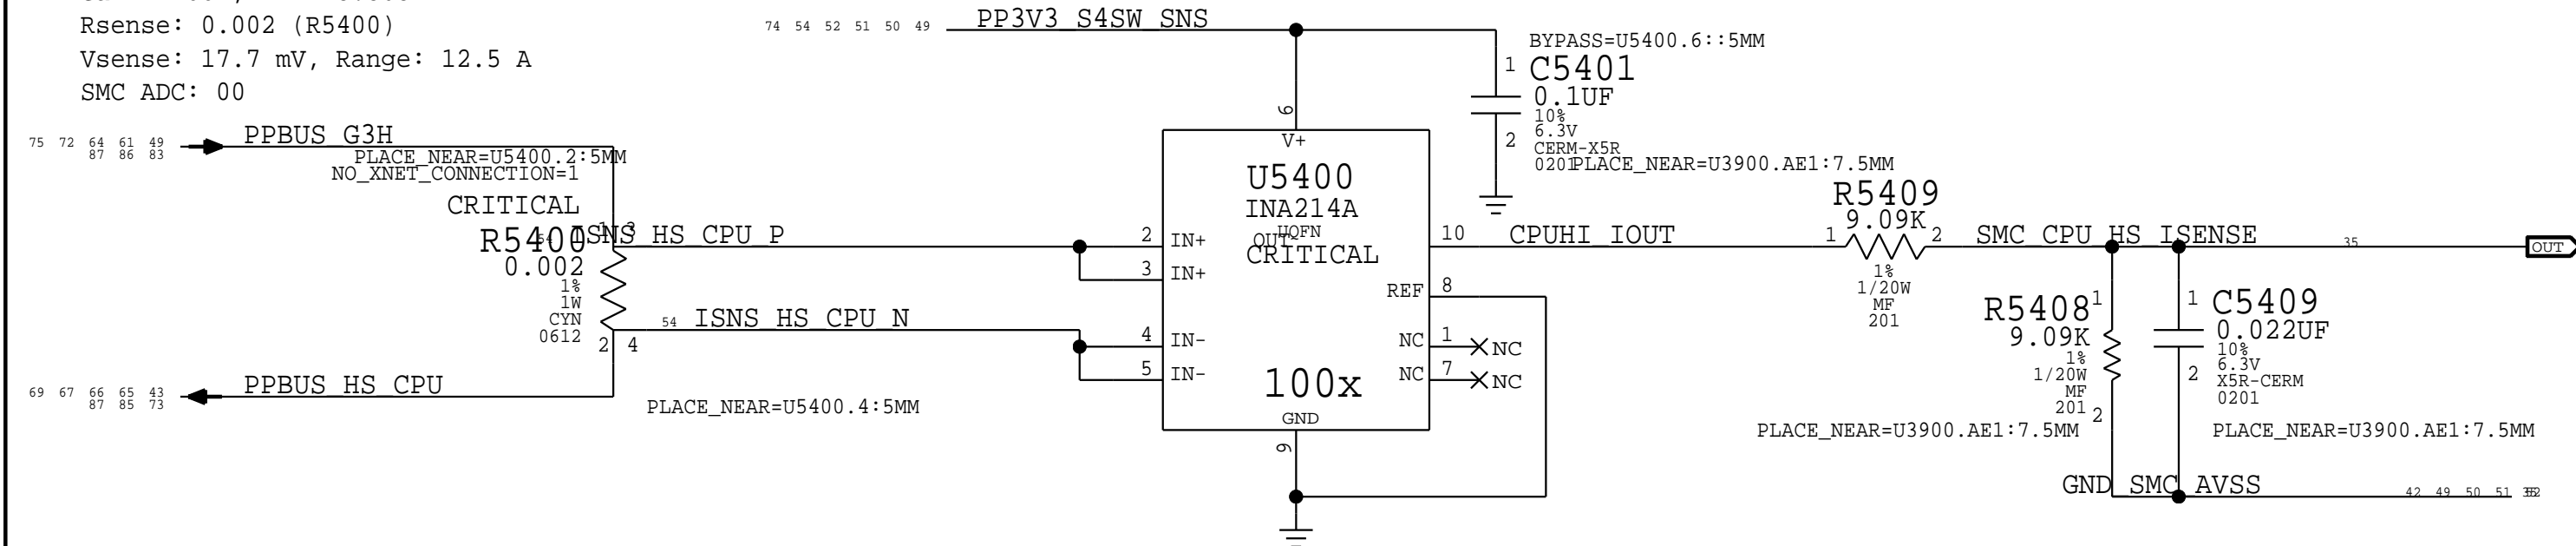 Rsense: 0.002 (R5400)
Vsense: 17.7 mV, Range: 12.5 A
SMC ADC: 00
74 54 52 51 50 49
PP3V3_S4SW_SNS
BYPASS=U5400.6::5MM
1
C5401
0.1UF
10%
6.3V
CERM-X5R
0201
2
PLACE_NEAR=U3900.AE1:7.5MM
75 72 64 61 49
87 86 83
PPBUS_G3H
PLACE_NEAR=U5400.2:5MM
NO_XNET_CONNECTION=1
CRITICAL
R5400
0.002
1%
1W
CYN
0612
1 3
2 4
54
ISNS_HS_CPU_P
54
ISNS_HS_CPU_N
69 67 66 65 43
87 85 73
PPBUS_HS_CPU
PLACE_NEAR=U5400.4:5MM
6
V+
U5400
INA214A
UQFN
OUT
CRITICAL
2 IN+
3 IN+
4 IN-
5 IN-
100x
GND
9
10
REF 8
NC 1 NC
NC 7 NC
CPUHI_IOUT
R5409
9.09K
1 2
1%
1/20W
MF
201
SMC_CPU_HS_ISENSE
35
OUT
1
R5408
9.09K
1%
1/20W
MF
201
2
PLACE_NEAR=U3900.AE1:7.5MM
1
C5409
0.022UF
10%
6.3V
X5R-CERM
0201
2
PLACE_NEAR=U3900.AE1:7.5MM
GND_SMC_AVSS
42 49 50 51